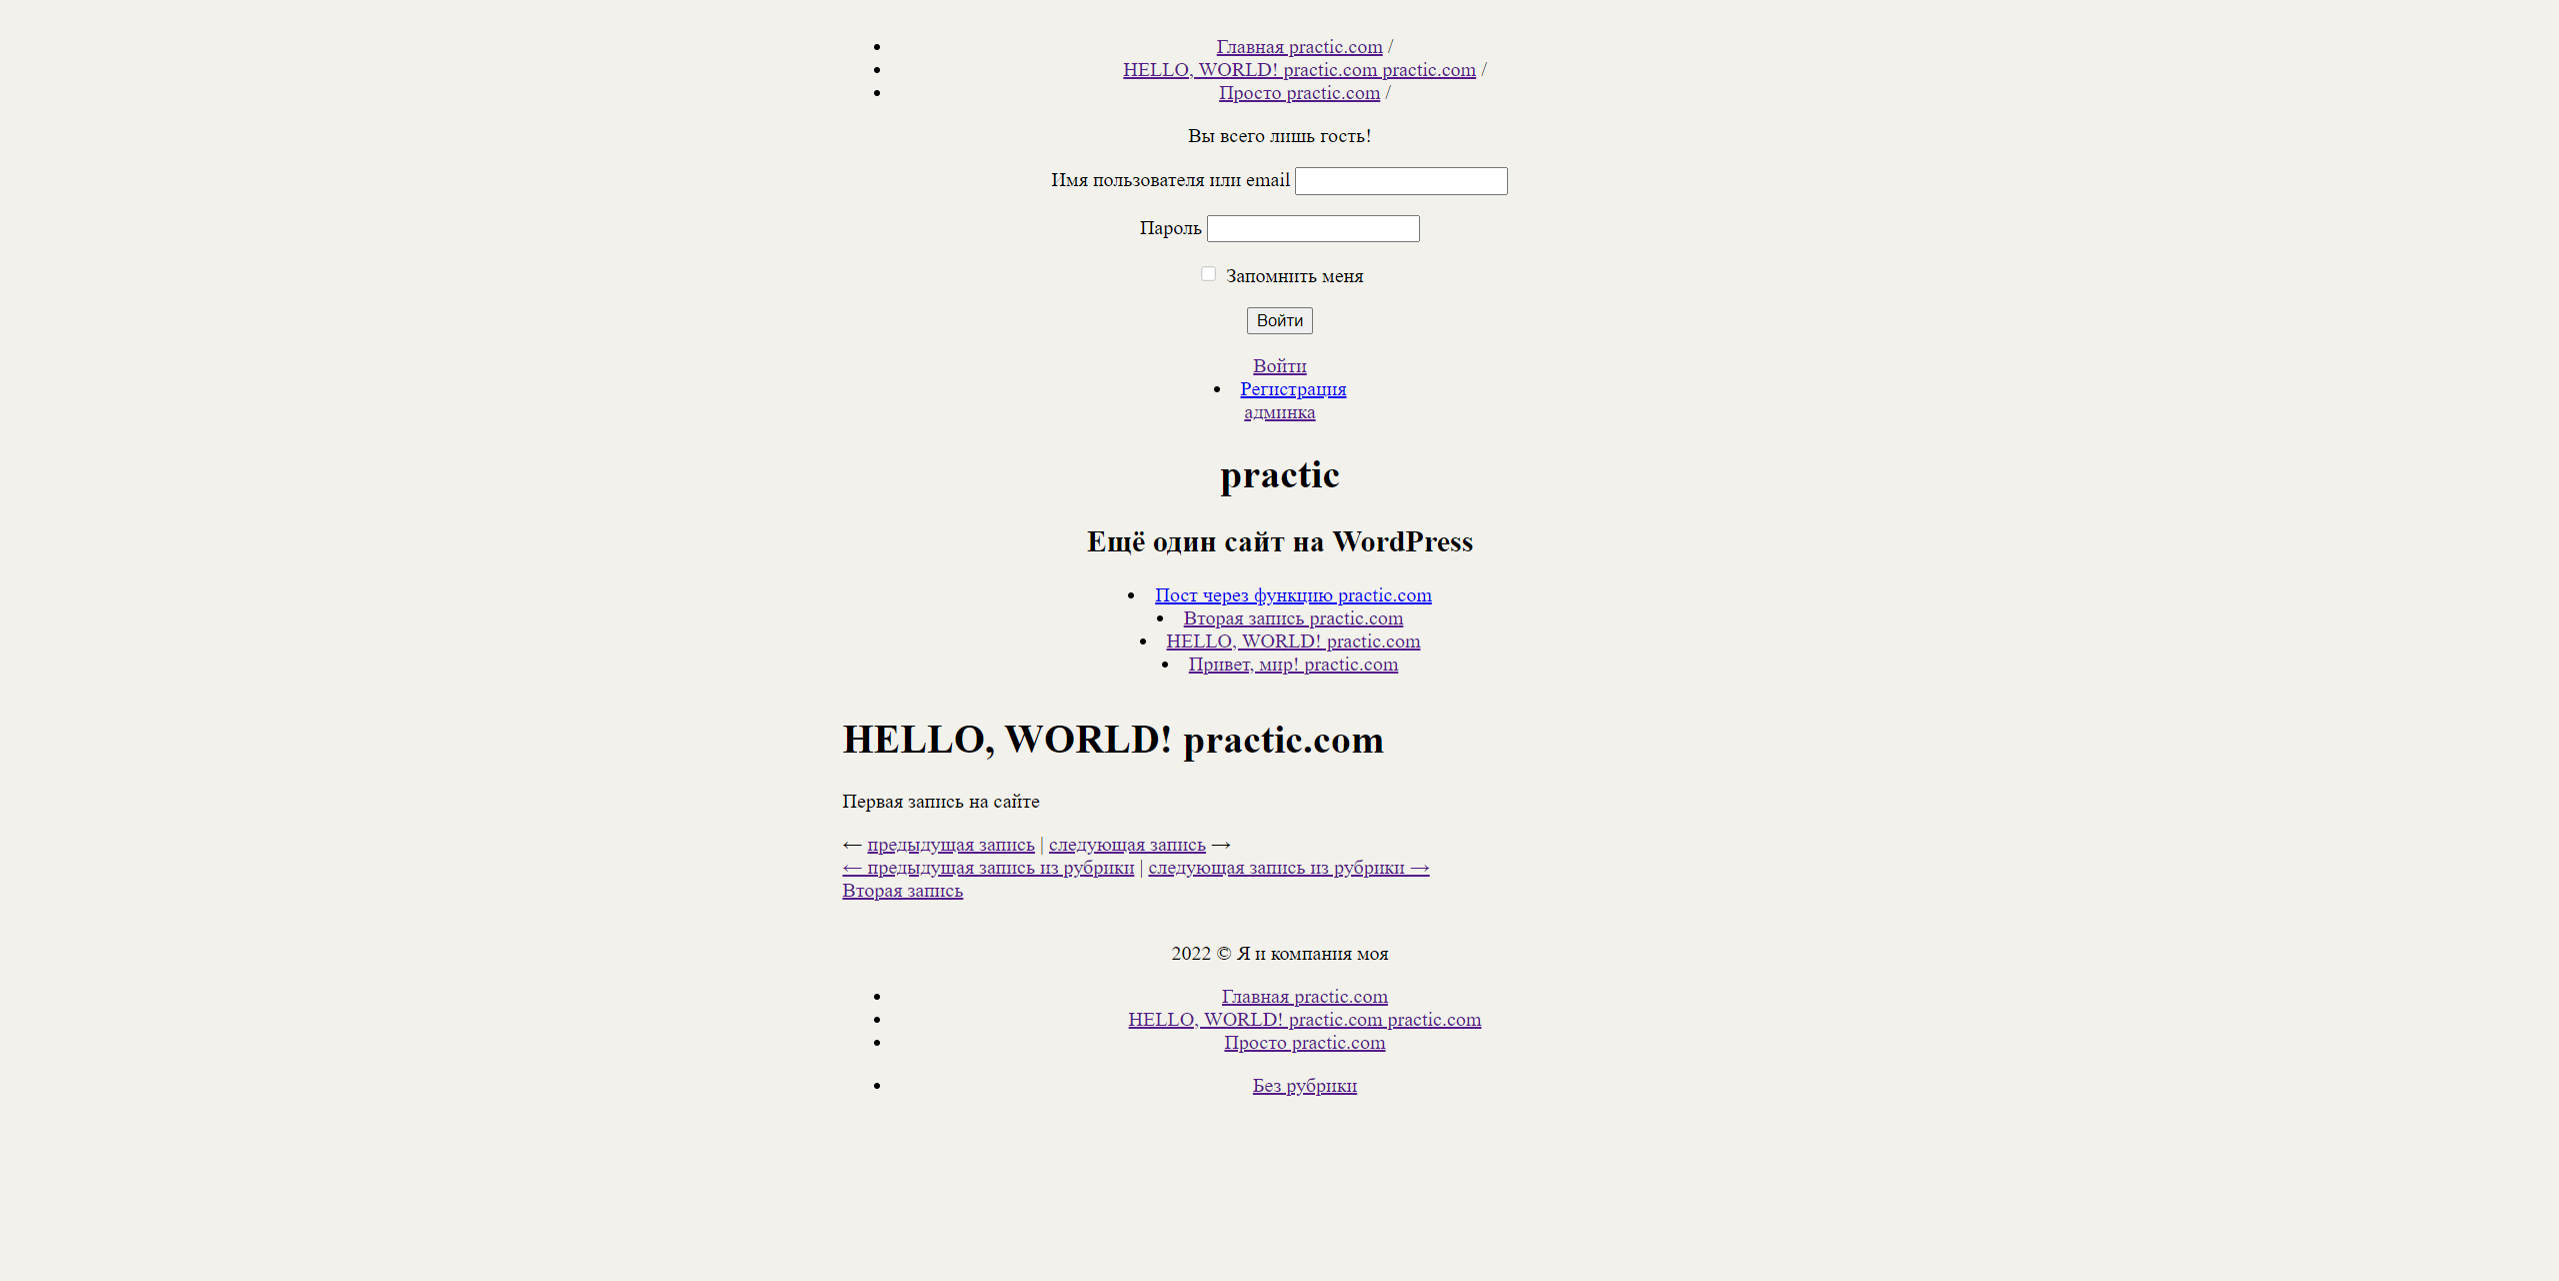 Главная practic.com /
HELLO, WORLD! practic.com practic.com /
Просто practic.com /
Вы всего лишь гость!
Имя пользователя или email
Пароль
Запомнить меня
Войти
Войти
Регистрация
админка
practic
Ещё один сайт на WordPress
Пост через функцию practic.com
Вторая запись practic.com
HELLO, WORLD! practic.com
Привет, мир! practic.com
HELLO, WORLD! practic.com
Первая запись на сайте
← предыдущая запись | следующая запись →
← предыдущая запись из рубрики | следующая запись из рубрики →
Вторая запись
2022 © Я и компания моя
Главная practic.com
HELLO, WORLD! practic.com practic.com
Просто practic.com
Без рубрики